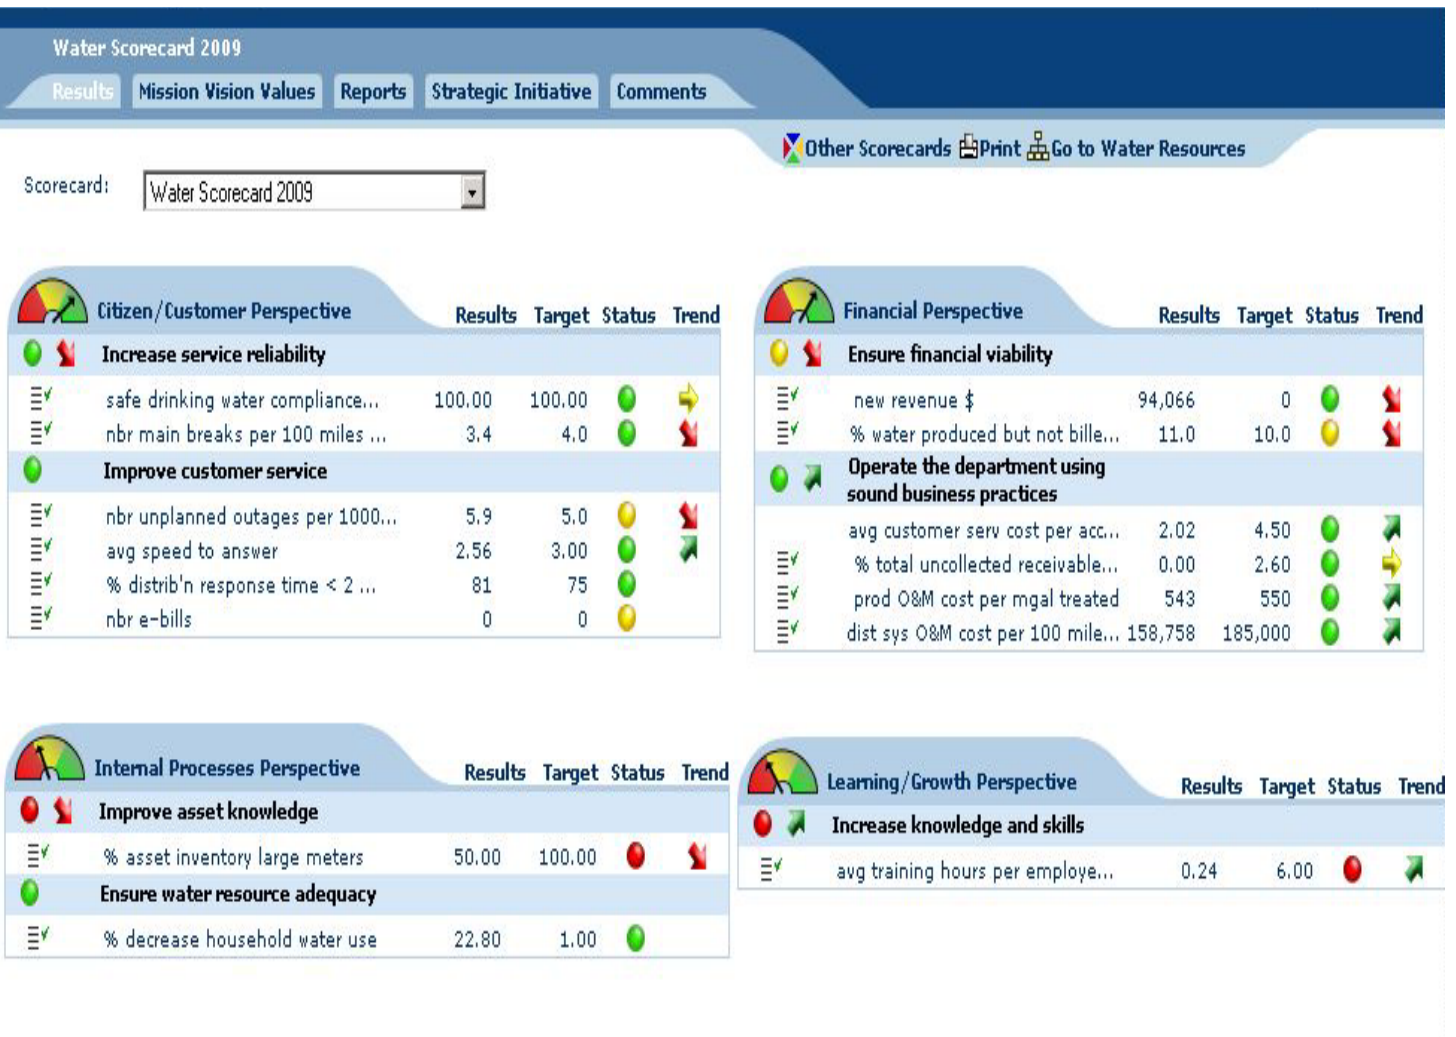 Water Scorecard 2009
Results Mission Vision Values Reports Strategic Initiative Comments
Other Scorecards Print Go to Water Resources
Scorecard: Water Scorecard 2009
Citizen/Customer Perspective Results Target Status Trend
Increase service reliability
safe drinking water compliance... 100.00 100.00
nbr main breaks per 100 miles ... 3.4 4.0
Improve customer service
nbr unplanned outages per 1000... 5.9 5.0
avg speed to answer 2.56 3.00
% distrib'n response time < 2 ... 81 75
nbr e-bills 0 0
Financial Perspective Results Target Status Trend
Ensure financial viability
new revenue $ 94,066 0
% water produced but not bille... 11.0 10.0
Operate the department using
sound business practices
avg customer serv cost per acc... 2.02 4.50
% total uncollected receivable... 0.00 2.60
prod O&M cost per mgal treated 543 550
dist sys O&M cost per 100 mile... 158,758 185,000
Internal Processes Perspective Results Target Status Trend
Improve asset knowledge
% asset inventory large meters 50.00 100.00
Ensure water resource adequacy
% decrease household water use 22.80 1.00
Learning/Growth Perspective Results Target Status Trend
Increase knowledge and skills
avg training hours per employe... 0.24 6.00